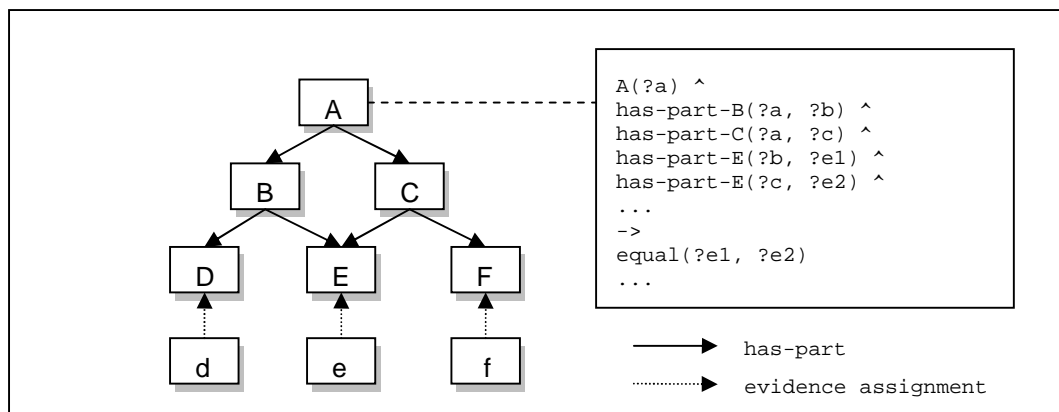 A
A(?a) ^
has-part-B(?a, ?b) ^
has-part-C(?a, ?c) ^
has-part-E(?b, ?e1) ^
has-part-E(?c, ?e2) ^
...
->
equal(?e1, ?e2)
...
B
C
D
E
F
d
e
f
has-part
evidence assignment